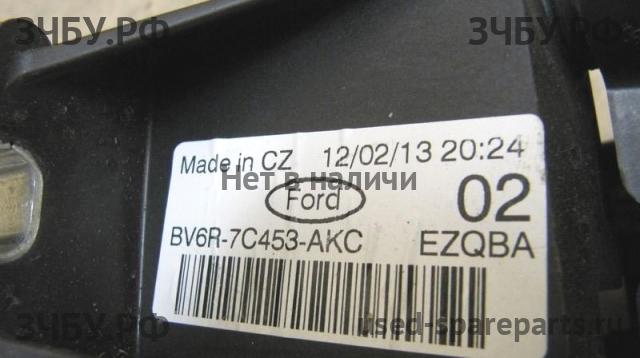 ЗЧБУ.РФ ЗЧБУ.РФ
Made in CZ 12/02/13 20:24
Нет в наличии
Ford 02
BV6R-7C453-AKC EZQBA
ЗЧБУ.РФ used-spareparts.ru